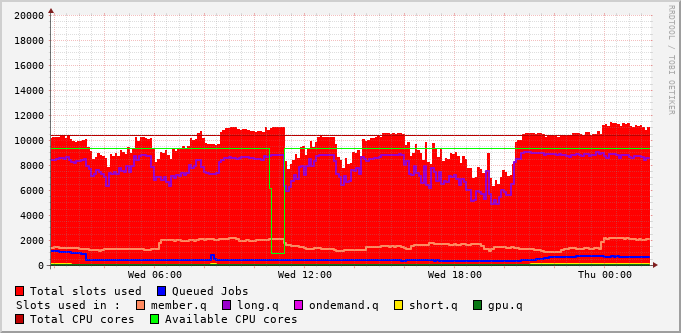 RRDTOOL / TOBI OETIKER
20000
18000
16000
14000
12000
10000
8000
6000
4000
2000
0
Wed 06:00 Wed 12:00 Wed 18:00 Thu 00:00
Total slots used Queued Jobs
Slots used in : member.q long.q ondemand.q short.q gpu.q
Total CPU cores Available CPU cores